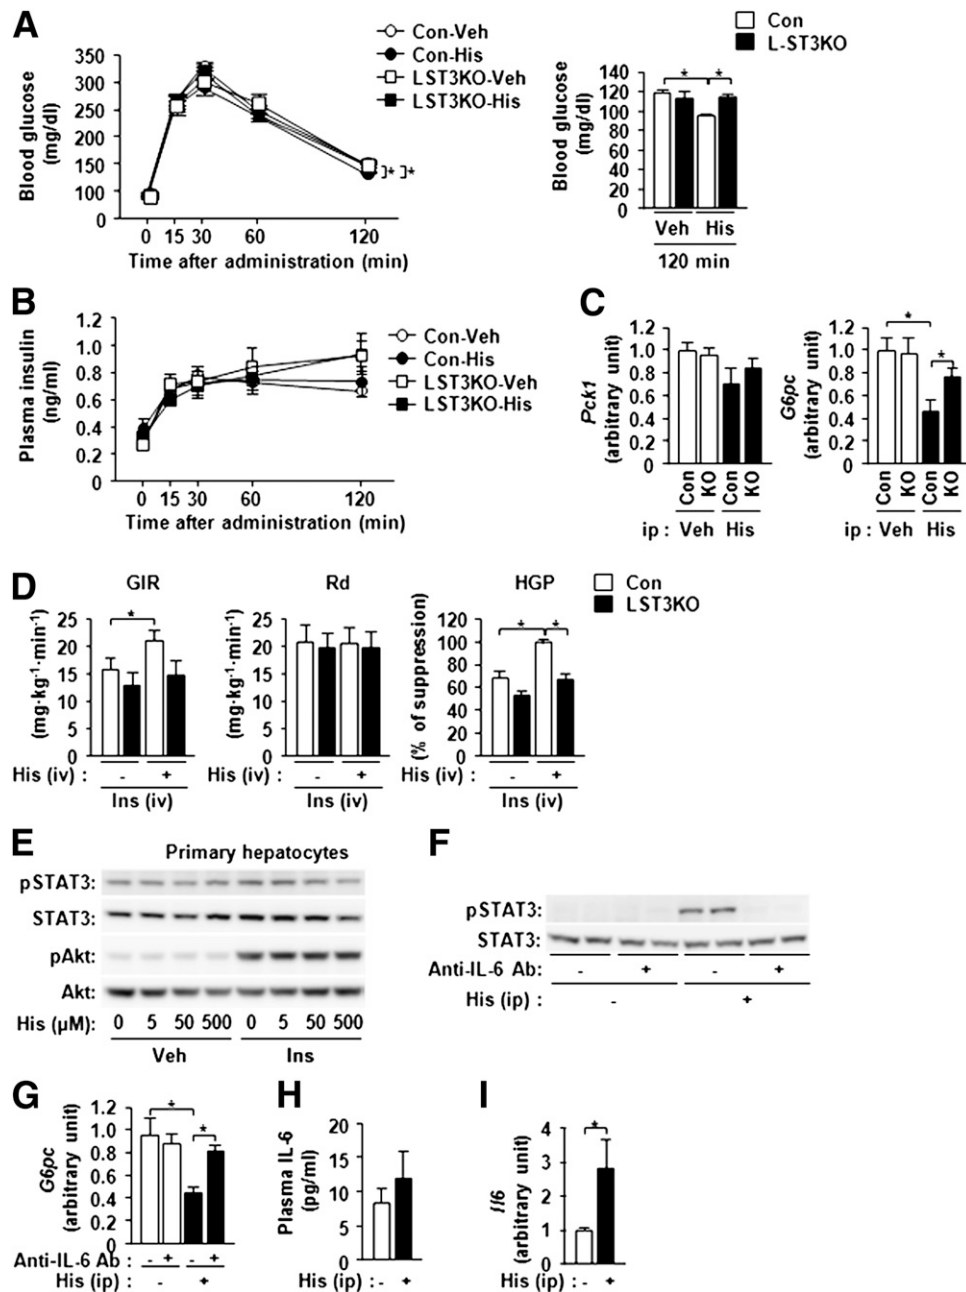 A
Con-Veh
Con-His
LST3KO-Veh
LST3KO-His
Blood glucose
(mg/dl)
350
300
250
200
150
100
0
*
*
0 15 30 60 120
Time after administration (min)
Con
L-ST3KO
Blood glucose
(mg/dl)
140
120
100
80
60
40
20
0
*
*
Veh His
120 min
B
Plasma insulin
(ng/ml)
1.2
1.0
0.8
0.6
0.4
0.2
0
0 15 30 60 120
Time after administration (min)
Con-Veh
Con-His
LST3KO-Veh
LST3KO-His
C
Pck1
(arbitrary unit)
1.2
1.0
0.8
0.6
0.4
0.2
0
Con KO Con KO
ip : Veh His
G6pc
(arbitrary unit)
1.2
1.0
0.8
0.6
0.4
0.2
0
*
*
Con KO Con KO
ip : Veh His
D
GIR
(mg·kg-1·min-1)
25
20
15
10
5
0
*
His (iv) : - +
Ins (iv)
Rd
(mg·kg-1·min-1)
25
20
15
10
5
0
His (iv) : - +
Ins (iv)
HGP
(% of suppression)
120
100
80
60
40
20
0
*
*
His (iv) : - +
Ins (iv)
Con
LST3KO
E
Primary hepatocytes
pSTAT3:
STAT3:
pAkt:
Akt:
His (µM): 0 5 50 500 0 5 50 500
Veh Ins
F
pSTAT3:
STAT3:
Anti-IL-6 Ab: - + - +
His (ip) : - +
G
G6pc
(arbitrary unit)
1.2
1.0
0.8
0.6
0.4
0.2
0
*
*
Anti-IL-6 Ab : - + - +
His (ip) : - +
H
Plasma IL-6
(pg/ml)
20
15
10
5
0
His (ip) : - +
I
Il6
(arbitrary unit)
4
3
2
1
0
*
His (ip) : - +